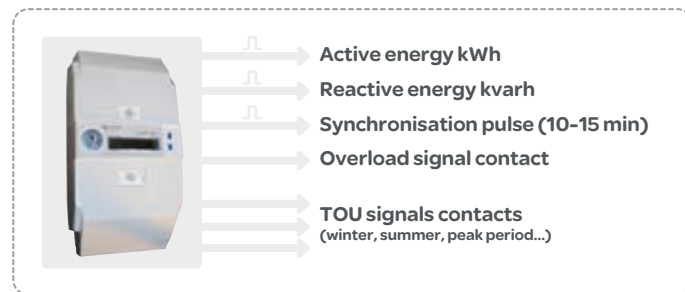 Active energy kWh
Reactive energy kvarh
Synchronisation pulse (10-15 min)
Overload signal contact
TOU signals contacts
(winter, summer, peak period...)